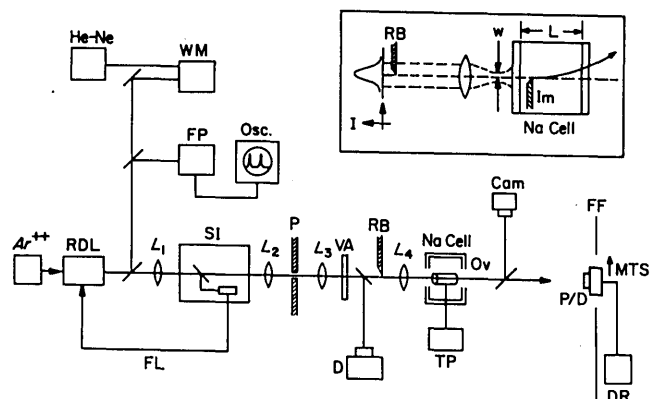 He-Ne
WM
FP
Osc.
RB
w
L
I
Im
Na Cell
Cam
FF
Ar++
RDL
L1
SI
L2
P
L3
VA
RB
L4
Na Cell
Ov
MTS
P/D
FL
D
TP
DR